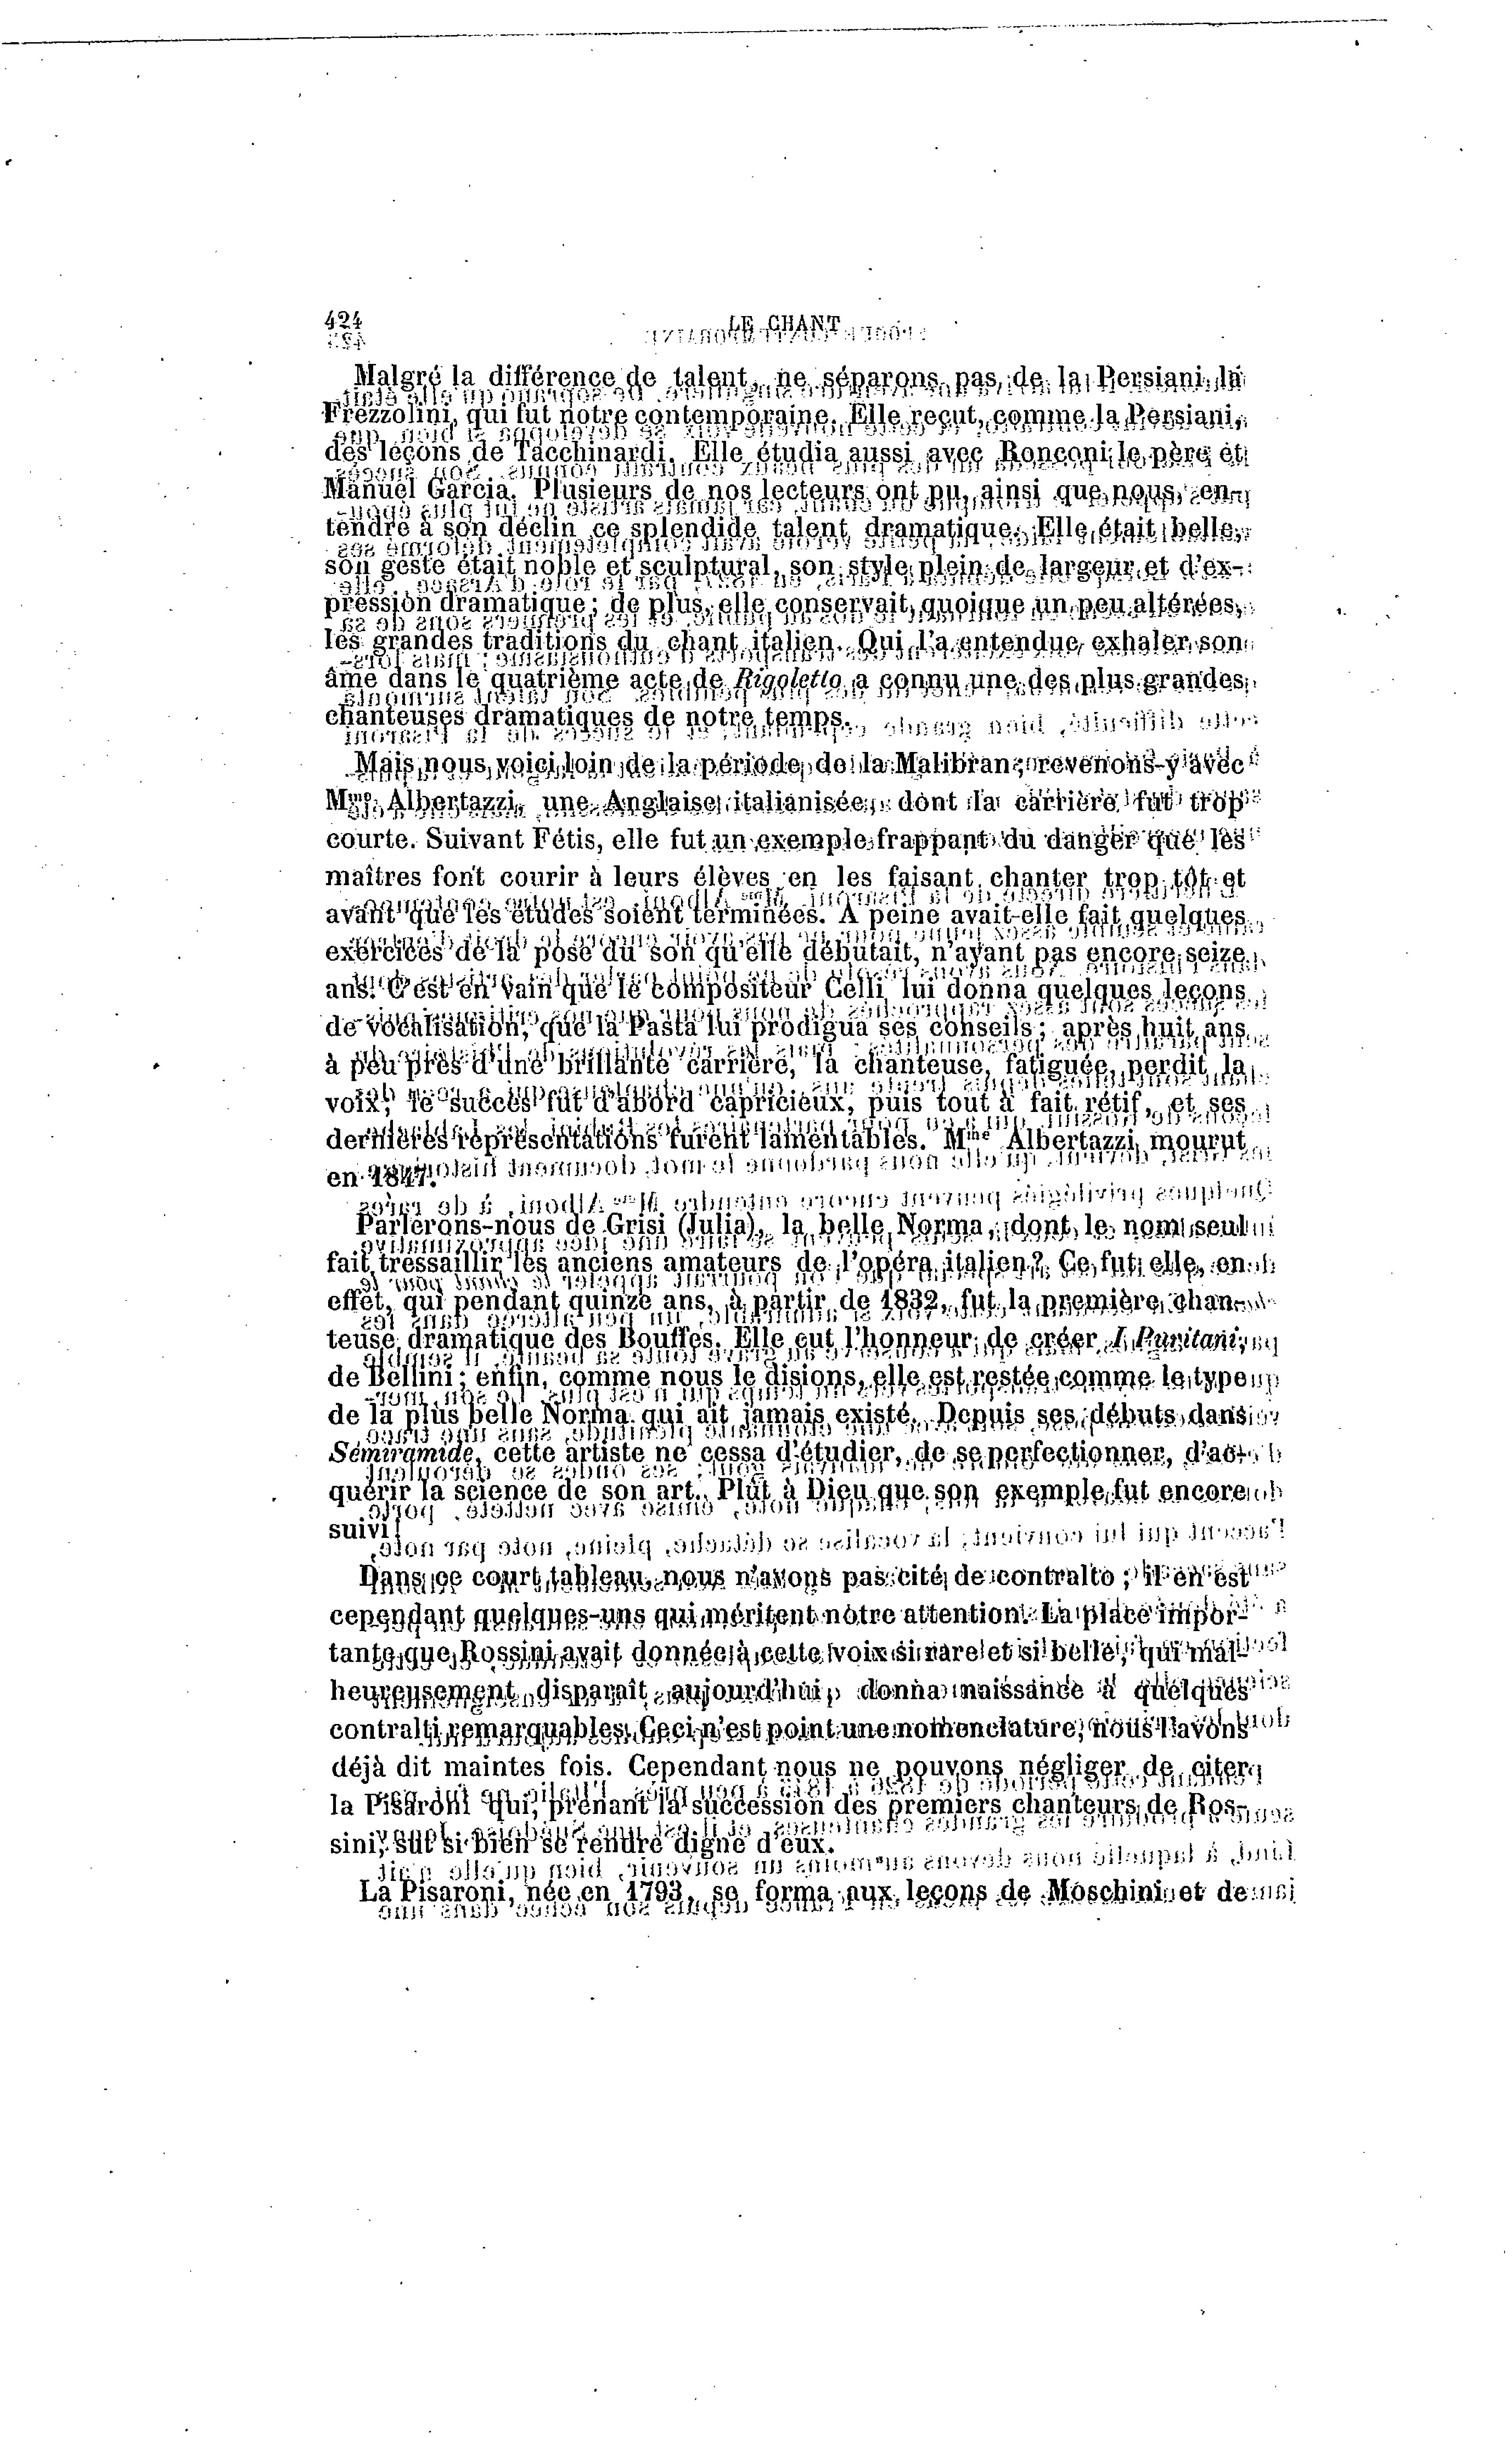 424
LE CHANT
Malgré la différence de talent, ne séparons pas de la Persiani la
Frezzolini, qui fut notre contemporaine. Elle reçut, comme la Persiani,
des leçons de Tacchinardi. Elle étudia aussi avec Ronconi le père et
Manuel Garcia. Plusieurs de nos lecteurs ont pu, ainsi que nous, en-
tendre à son déclin ce splendide talent dramatique. Elle était belle,
son geste était noble et sculptural, son style plein de largeur et d'ex-
pression dramatique; de plus, elle conservait, quoique un peu altérées,
les grandes traditions du chant italien. Qui l'a entendue exhaler son
âme dans le quatrième acte de Rigoletto a connu une des plus grandes
chanteuses dramatiques de notre temps.
Mais nous voici loin de la période de la Malibran; revenons-y avec
Mme Albertazzi, une Anglaise italianisée, dont la carrière fut trop
courte. Suivant Fétis, elle fut un exemple frappant du danger que les
maîtres font courir à leurs élèves en les faisant chanter trop tôt et
avant que les études soient terminées. A peine avait-elle fait quelques
exercices de la pose du son qu'elle débutait, n'ayant pas encore seize
ans. C'est en vain que le compositeur Celli lui donna quelques leçons
de vocalisation, que la Pasta lui prodigua ses conseils; après huit ans
à peu près d'une brillante carrière, la chanteuse, fatiguée, perdit la
voix; le succès fut d'abord capricieux, puis tout à fait rétif, et ses
dernières représentations furent lamentables. Mme Albertazzi mourut
en 1847.
Parlerons-nous de Grisi (Julia), la belle Norma, dont le nom seul
fait tressaillir les anciens amateurs de l'opéra italien? Ce fut elle, en
effet, qui pendant quinze ans, à partir de 1832, fut la première chan-
teuse dramatique des Bouffes. Elle eut l'honneur de créer I Puritani,
de Bellini; enfin, comme nous le disions, elle est restée comme le type
de la plus belle Norma qui ait jamais existé. Depuis ses débuts dans
Sémiramide, cette artiste ne cessa d'étudier, de se perfectionner, d'ac-
quérir la science de son art. Plût à Dieu que son exemple fut encore
suivi!
Dans ce court tableau, nous n'avons pas cité de contralto; il en est
cependant quelques-uns qui méritent notre attention. La place impor-
tante que Rossini avait donnée à cette voix si rare et si belle, qui mal-
heureusement disparait aujourd'hui, donna naissance à quelques
contralti remarquables. Ceci n'est point une nomenclature, nous l'avons
déjà dit maintes fois. Cependant nous ne pouvons négliger de citer
la Pisaroni qui, prenant la succession des premiers chanteurs de Ros-
sini, sut si bien se rendre digne d'eux.
La Pisaroni, née en 1793, se forma aux leçons de Moschini et de